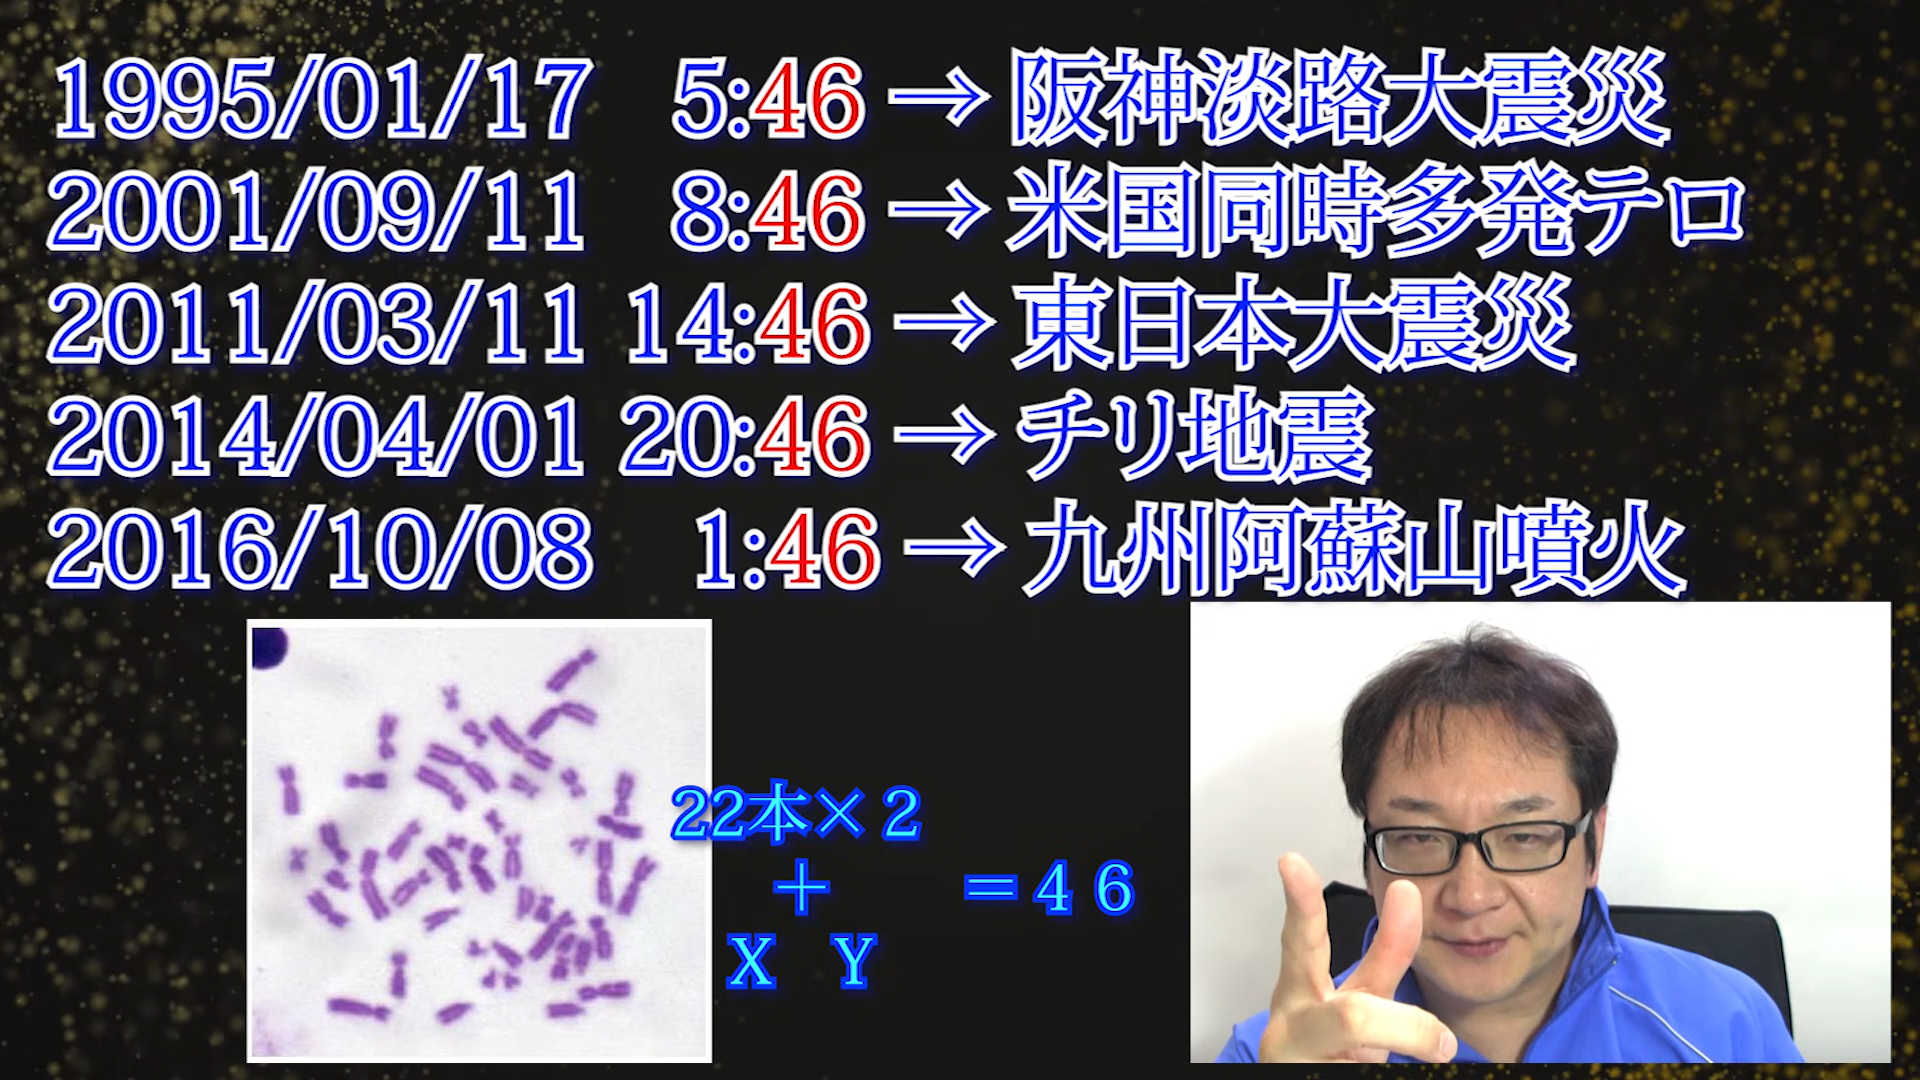 1995/01/17 5:46→阪神淡路大震災
2001/09/11 8:46→米国同時多発テロ
2011/03/11 14:46→東日本大震災
2014/04/01 20:46→チリ地震
2016/10/08 1:46→九州阿蘇山噴火
22本×2
＋
X Y
＝46